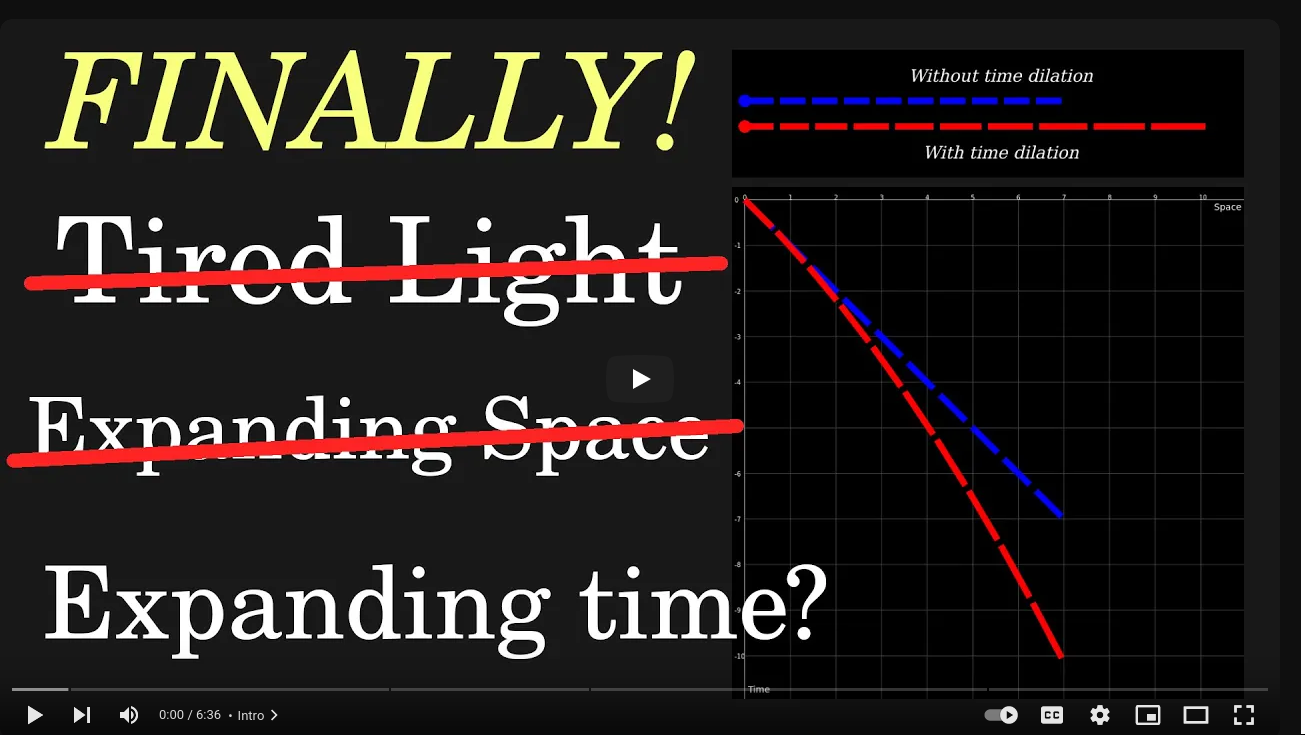 FINALLY!
Tired Light
Expanding Space
Expanding time?
Without time dilation
With time dilation
0 1 2 3 4 5 6 7 8 9 10
Space
0
-1
-2
-3
-4
-6
-7
-8
-9
-10
Time
0:00 / 6:36 • Intro
CC